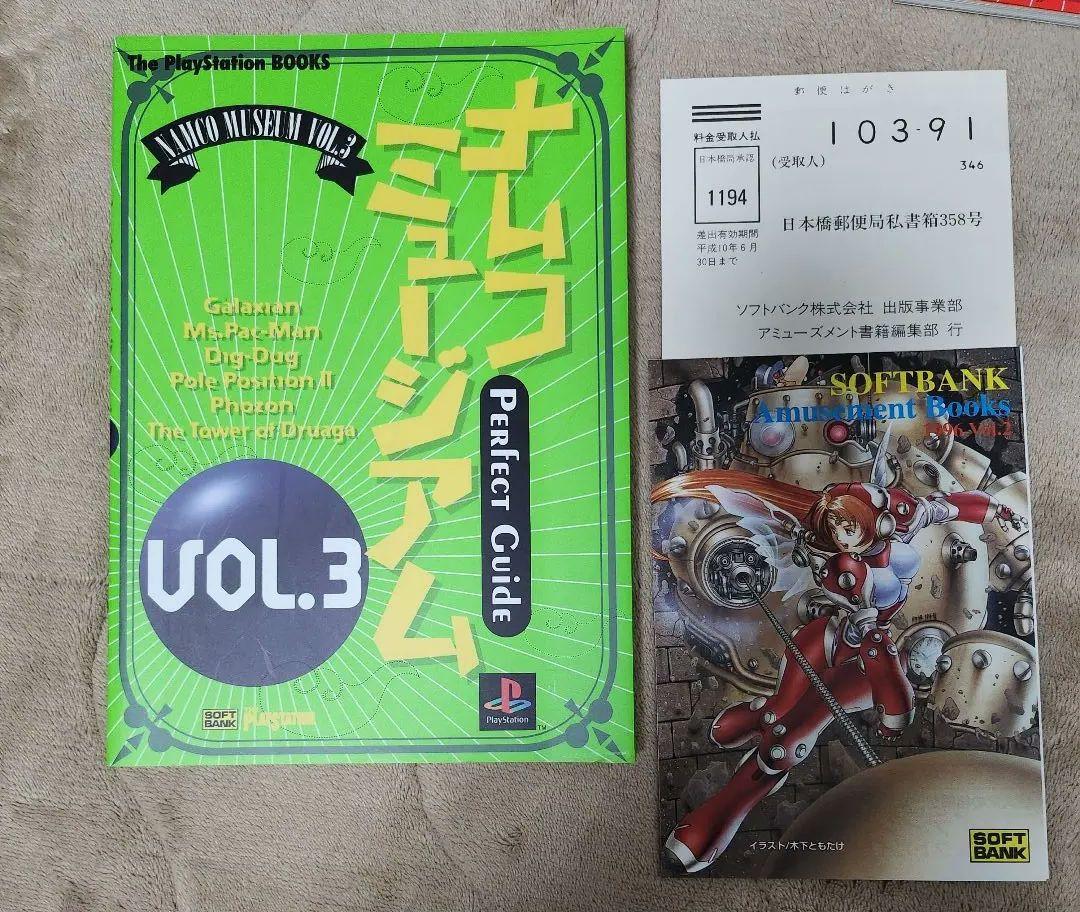 The PlayStation BOOKS
NAMCO MUSEUM VOL.3
ナムコ
ミュージアム
PERFECT GUIDE
Galaxian
Ms.Pac-Man
Dig-Dug
Pole Position II
Phozon
The Tower of Druaga
VOL.3
SOFT
BANK
The PLAYSTATION
PlayStation
TM
郵便はがき
料金受取人払
日本橋局承認
1194
差出有効期間
平成10年6月
30日まで
103-91
(受取人)
346
日本橋郵便局私書箱358号
ソフトバンク株式会社 出版事業部
アミューズメント書籍編集部 行
SOFTBANK
Amusement Books
1996-Vol.2
イラスト/木下ともたけ
SOFT
BANK